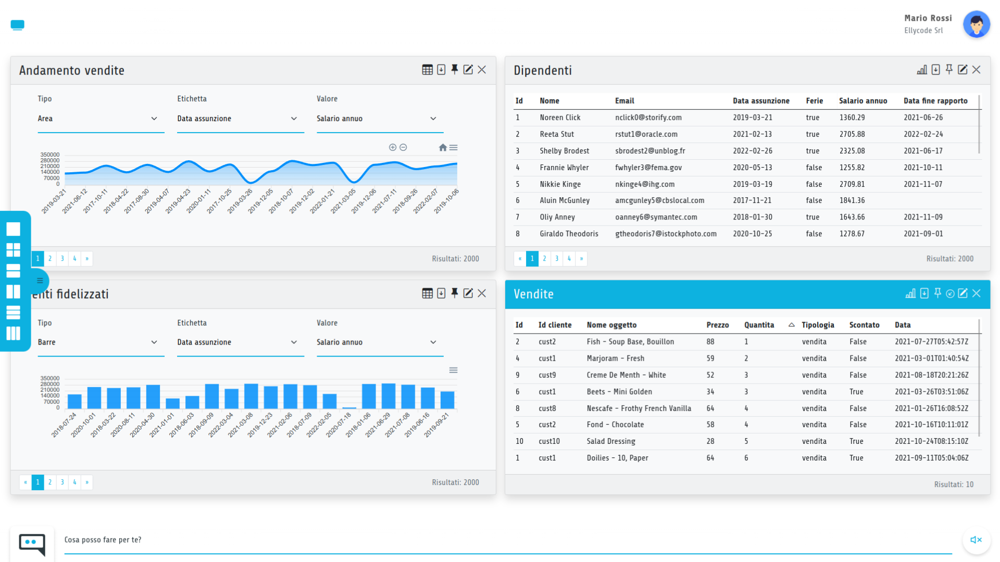 Mario Rossi
Ellycode Srl
Andamento vendite
Tipo Etichetta Valore
Area Data assunzione Salario annuo
350000
280000
210000
140000
70000
0
2019-03-21 2021-06-12 2017-10-11 2018-04-22 2017-08-30 2019-04-07 2019-04-23 2020-01-11 2017-10-25 2019-03-26 2019-12-05 2018-10-07 2019-12-02 2022-01-21 2021-03-05 2019-12-06 2021-07-11 2018-09-26 2022-02-07 2019-10-06
1 2 3 4 » Risultati: 2000
Dipendenti
Id Nome Email Data assunzione Ferie Salario annuo Data fine rapporto
1 Noreen Click nclick0@storify.com 2019-03-21 true 1360.29 2021-06-26
2 Reeta Stut rstut1@oracle.com 2021-02-13 true 2705.88 2022-02-24
3 Shelby Brodest sbrodest2@unblog.fr 2022-02-26 true 2325.08 2021-06-17
4 Frannie Whyler fwhyler3@fema.gov 2020-05-13 false 1255.82 2021-10-11
5 Nikkie Kinge nkinge4@ihg.com 2019-03-19 false 2709.81 2021-11-07
6 Aluin McGunley amcgunley5@cbslocal.com 2017-11-21 false 1841.36
7 Oliy Anney oanney6@symantec.com 2018-01-30 true 1643.66 2021-11-09
8 Giraldo Theodoris gtheodoris7@istockphoto.com 2020-10-25 false 1278.67 2021-09-01
« 1 2 3 4 » Risultati: 2000
enti fidelizzati
Tipo Etichetta Valore
Barre Data assunzione Salario annuo
350000
280000
210000
140000
70000
0
2018-07-24 2020-10-01 2018-03-22 2020-08-11 2020-04-30 2021-01-01 2018-06-03 2018-09-09 2022-03-04 2021-03-08 2019-12-23 2021-02-06 2018-07-09 2022-02-05 2020-07-18 2018-01-06 2021-06-29 2021-07-08 2019-06-16 2019-09-21
« 1 2 3 4 » Risultati: 2000
Vendite
Id Id cliente Nome oggetto Prezzo Quantita Tipologia Scontato Data
2 cust2 Fish - Soup Base, Bouillon 88 1 vendita False 2021-07-27T05:42:57Z
4 cust1 Marjoram - Fresh 59 2 vendita False 2021-03-01T01:40:54Z
9 cust9 Creme De Menth - White 52 3 vendita False 2021-08-18T20:21:26Z
6 cust1 Beets - Mini Golden 34 3 vendita True 2021-03-26T03:51:06Z
8 cust8 Nescafe - Frothy French Vanilla 64 4 vendita False 2021-01-26T16:08:52Z
5 cust2 Fond - Chocolate 58 4 vendita False 2021-10-16T10:11:01Z
10 cust10 Salad Dressing 28 5 vendita True 2021-10-24T08:15:10Z
1 cust1 Doilies - 10, Paper 64 6 vendita True 2021-09-11T05:04:06Z
Risultati: 10
Cosa posso fare per te?